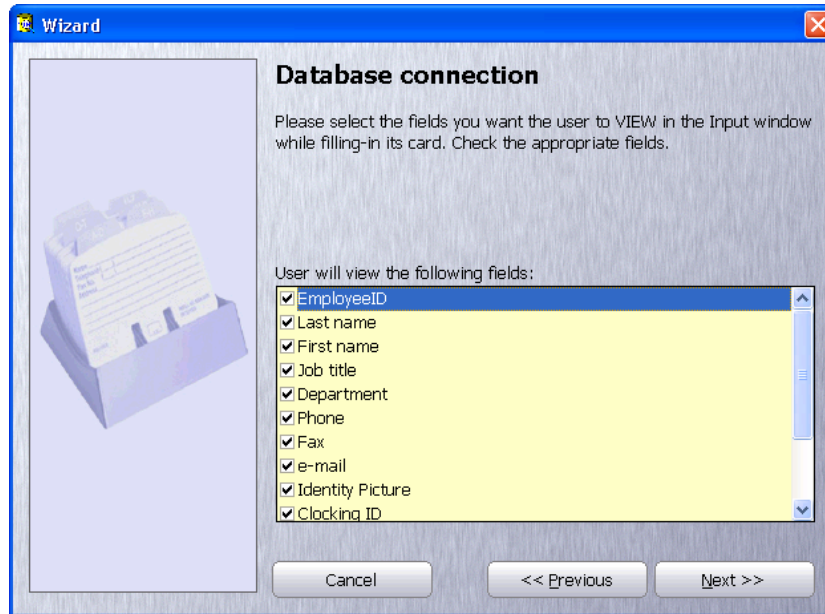 Wizard
Database connection
Please select the fields you want the user to VIEW in the Input window
while filling-in its card. Check the appropriate fields.
User will view the following fields:
EmployeeID
Last name
First name
Job title
Department
Phone
Fax
e-mail
Identity Picture
Clocking ID
Cancel
<< Previous
Next >>